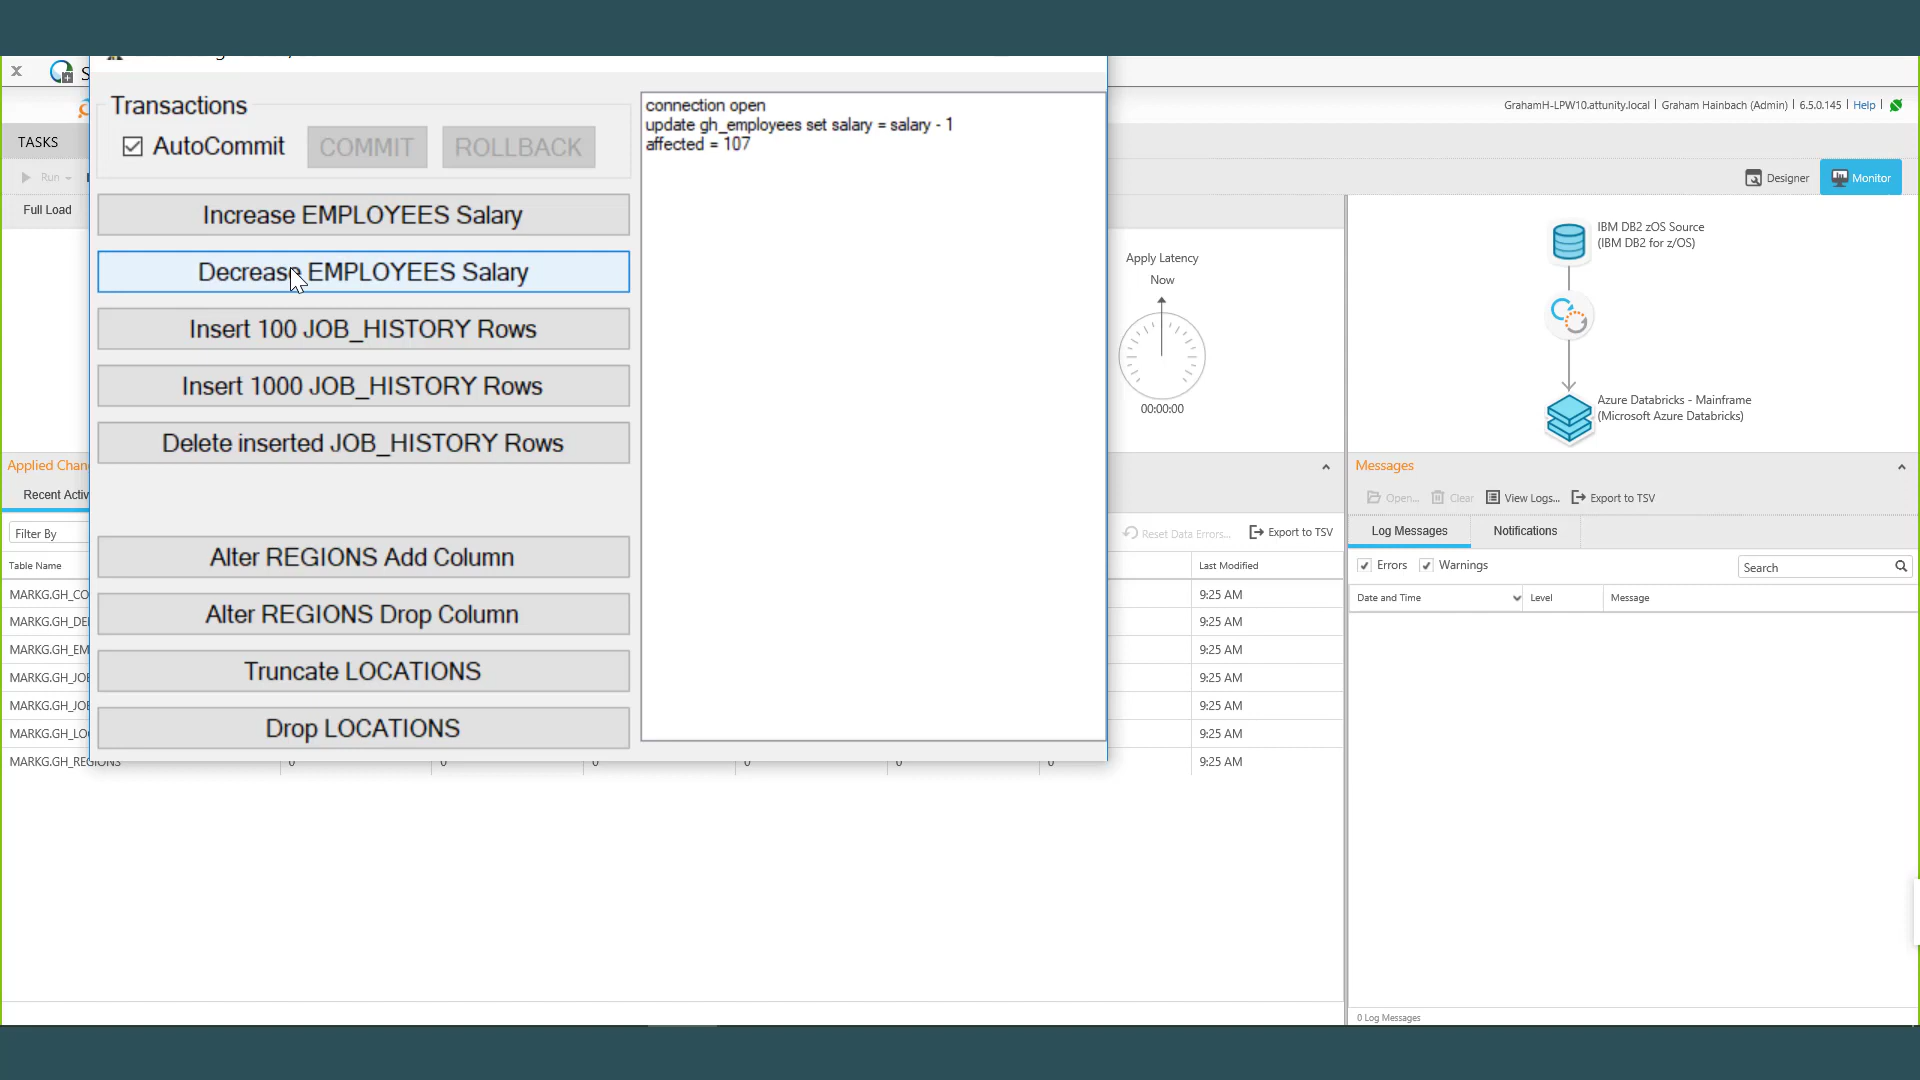 S
GrahamH-LPW10.attunity.local | Graham Hainbach (Admin) | 6.5.0.145 | Help |
TASKS
Run
Full Load
Designer
Monitor
Transactions
AutoCommit
COMMIT
ROLLBACK
Increase EMPLOYEES Salary
Decrease EMPLOYEES Salary
Insert 100 JOB_HISTORY Rows
Insert 1000 JOB_HISTORY Rows
Delete inserted JOB_HISTORY Rows
Alter REGIONS Add Column
Alter REGIONS Drop Column
Truncate LOCATIONS
Drop LOCATIONS
connection open
update gh_employees set salary = salary - 1
affected = 107
Apply Latency
Now
00:00:00
IBM DB2 zOS Source
(IBM DB2 for z/OS)
Azure Databricks - Mainframe
(Microsoft Azure Databricks)
Applied Chan
Recent Activ
Filter By
Reset Data Errors...
Export to TSV
Table Name
Last Modified
MARKG.GH_CO
9:25 AM
MARKG.GH_DE
9:25 AM
MARKG.GH_EM
9:25 AM
MARKG.GH_JO
9:25 AM
MARKG.GH_JO
9:25 AM
MARKG.GH_LO
9:25 AM
MARKG.GH_REGIONS 0 0 0 0 0 0 9:25 AM
Messages
Open...
Clear
View Logs...
Export to TSV
Log Messages
Notifications
Errors
Warnings
Search
Date and Time
Level
Message
0 Log Messages